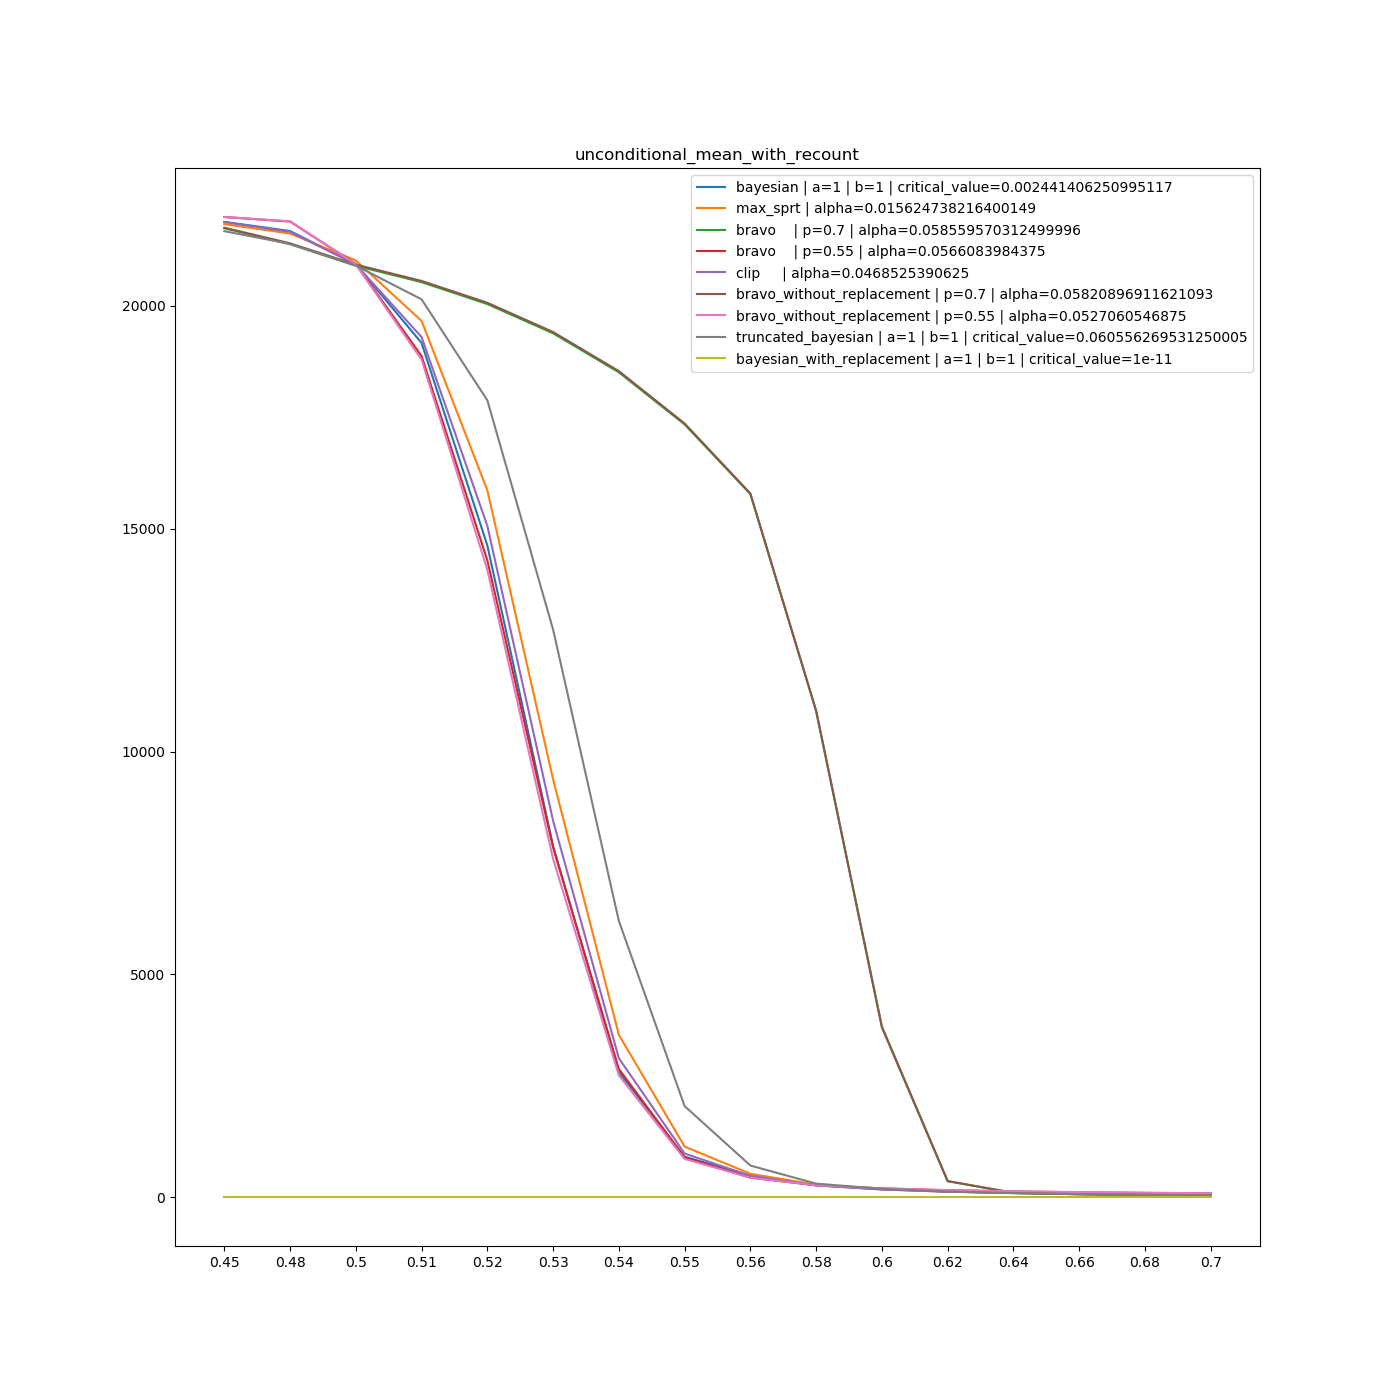 unconditional_mean_with_recount
bayesian | a=1 | b=1 | critical_value=0.002441406250995117
max_sprt | alpha=0.015624738216400149
bravo    | p=0.7 | alpha=0.058559570312499996
bravo    | p=0.55 | alpha=0.0566083984375
clip     | alpha=0.0468525390625
bravo_without_replacement | p=0.7 | alpha=0.05820896911621093
bravo_without_replacement | p=0.55 | alpha=0.0527060546875
truncated_bayesian | a=1 | b=1 | critical_value=0.060556269531250005
bayesian_with_replacement | a=1 | b=1 | critical_value=1e-11
20000
15000
10000
5000
0
0.45 0.48 0.5 0.51 0.52 0.53 0.54 0.55 0.56 0.58 0.6 0.62 0.64 0.66 0.68 0.7